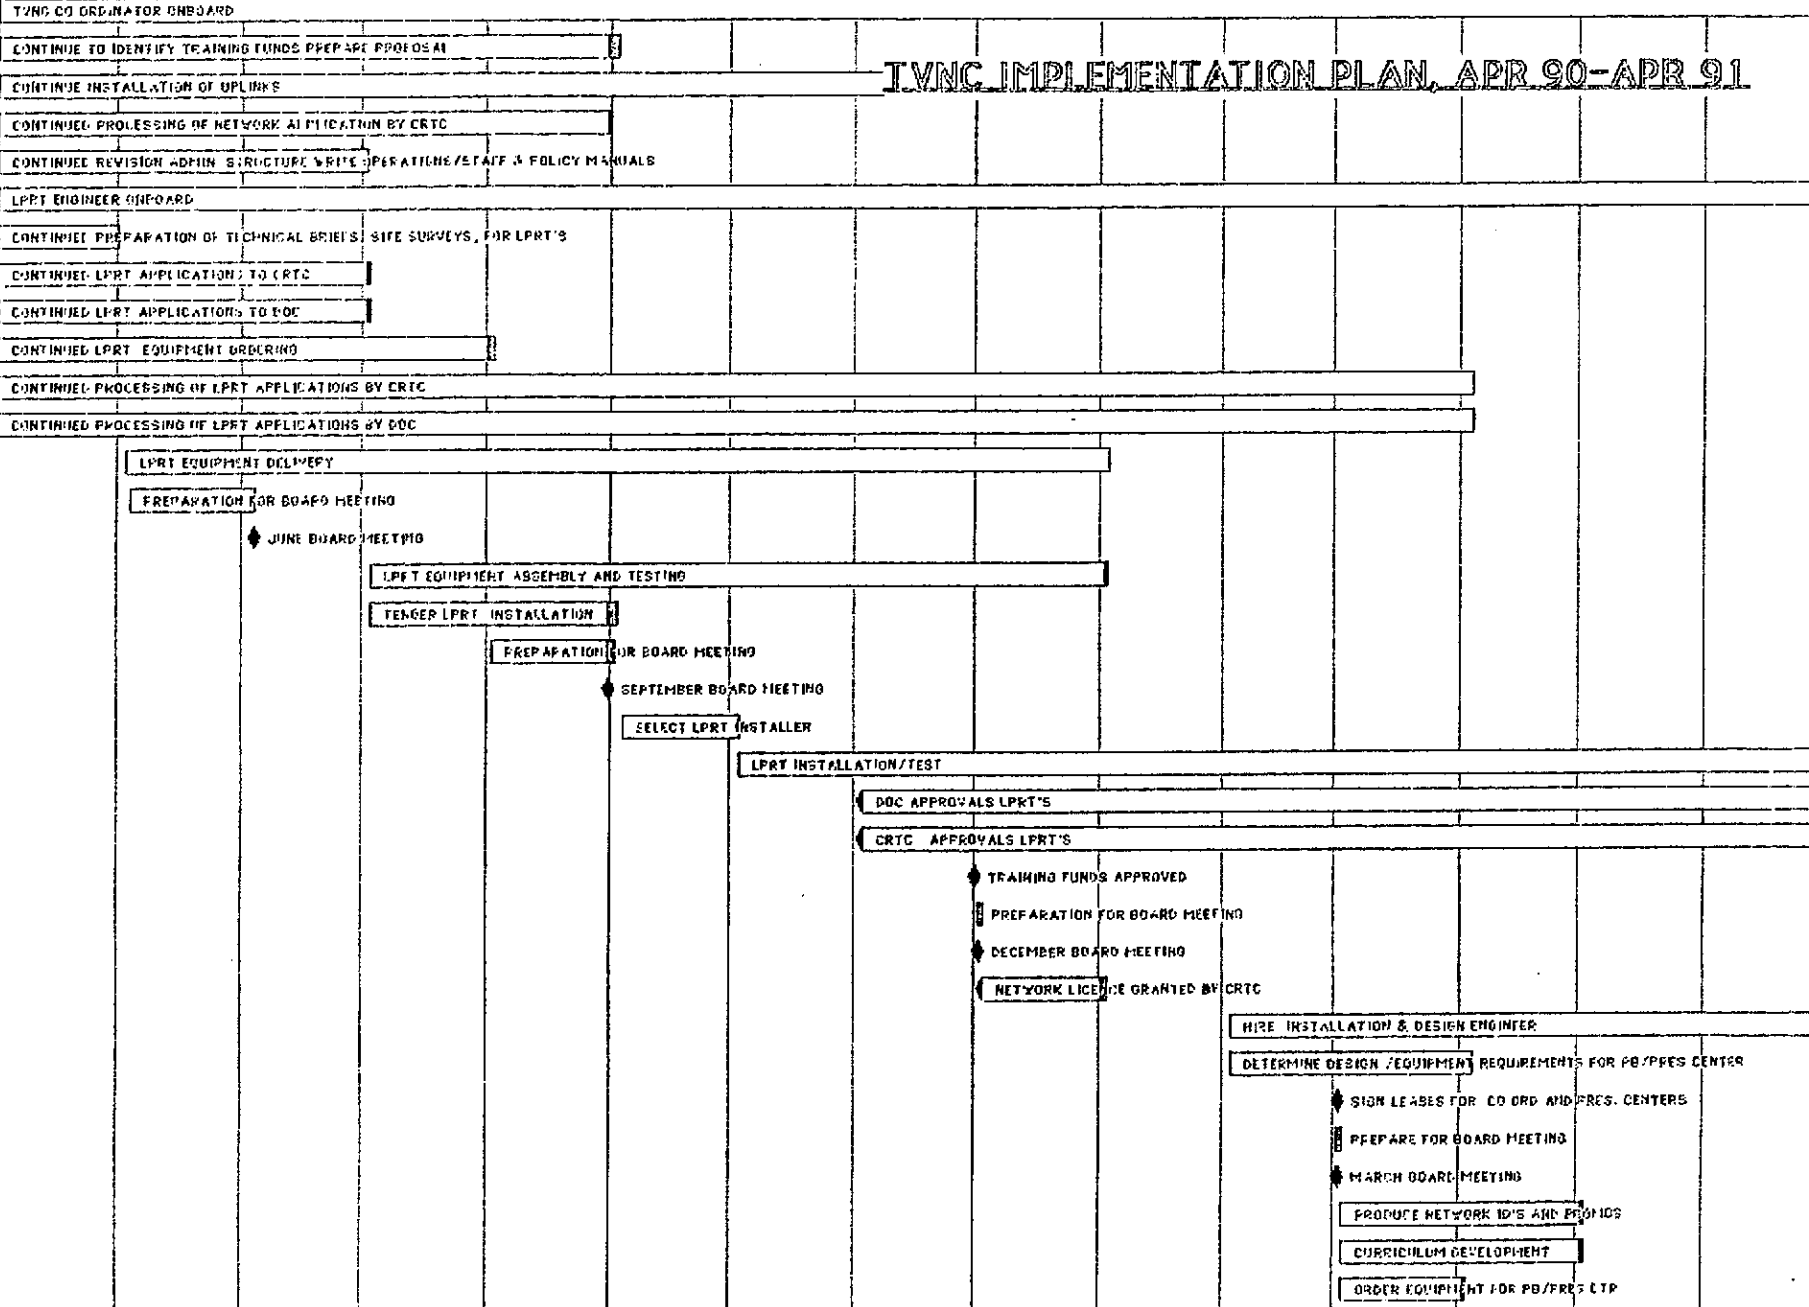 TVNC CO ORDINATOR ONBOARD
CONTINUE TO IDENTIFY TRAINING FUNDS PREPARE PROPOSAL
TVNC IMPLEMENTATION PLAN, APR 90-APR 91
CONTINUE INSTALLATION OF UPLINKS
CONTINUED PROCESSING OF NETWORK APPLICATION BY CRTC
CONTINUED REVISION ADMIN STRUCTURE WRITE OPERATIONS/STAFF & POLICY MANUALS
LPRT ENGINEER ONBOARD
CONTINUED PREPARATION OF TECHNICAL BRIEFS, SITE SURVEYS, FOR LPRT'S
CONTINUED LPRT APPLICATIONS TO CRTC
CONTINUED LPRT APPLICATIONS TO DOC
CONTINUED LPRT EQUIPMENT ORDERING
CONTINUED PROCESSING OF LPRT APPLICATIONS BY CRTC
CONTINUED PROCESSING OF LPRT APPLICATIONS BY DOC
LPRT EQUIPMENT DELIVERY
PREPARATION FOR BOARD MEETING
JUNE BOARD MEETING
LPRT EQUIPMENT ASSEMBLY AND TESTING
TENDER LPRT INSTALLATION
PREPARATION FOR BOARD MEETING
SEPTEMBER BOARD MEETING
SELECT LPRT INSTALLER
LPRT INSTALLATION/TEST
DOC APPROVALS LPRT'S
CRTC APPROVALS LPRT'S
TRAINING FUNDS APPROVED
PREPARATION FOR BOARD MEETING
DECEMBER BOARD MEETING
NETWORK LICENCE GRANTED BY CRTC
HIRE INSTALLATION & DESIGN ENGINEER
DETERMINE DESIGN /EQUIPMENT REQUIREMENTS FOR PB/PRES CENTER
SIGN LEASES FOR CO ORD AND PRES. CENTERS
PREPARE FOR BOARD MEETING
MARCH BOARD MEETING
PRODUCE NETWORK ID'S AND PROMOS
CURRICULUM DEVELOPMENT
ORDER EQUIPMENT FOR PB/PRES CTR